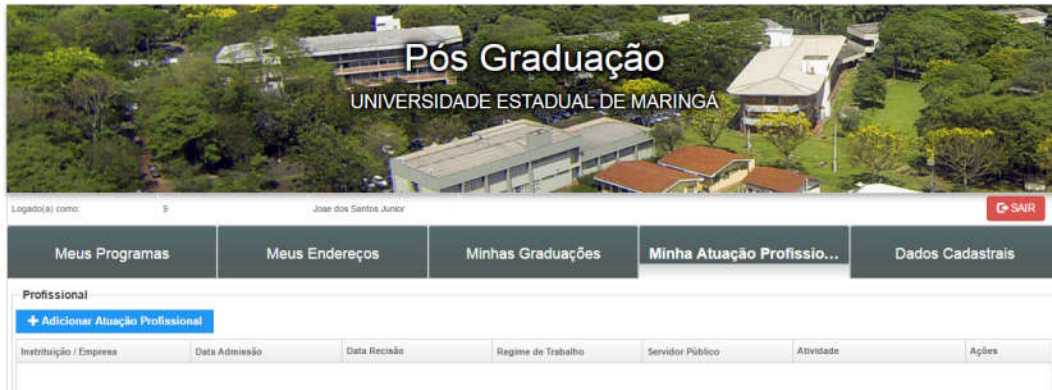 Pós Graduação
UNIVERSIDADE ESTADUAL DE MARINGÁ
Logado(a) como: 9 Jose dos Santos Junior SAIR
Meus Programas Meus Endereços Minhas Graduações Minha Atuação Profissio... Dados Cadastrais
Profissional
+ Adicionar Atuação Profissional
Instrituição / Empresa Data Admissão Data Recisão Regime de Trabalho Servidor Público Atividade Ações